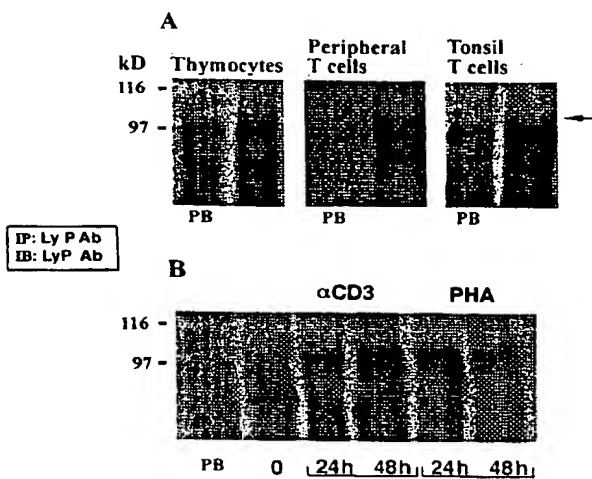 A
kD
Thymocytes
Peripheral
T cells
Tonsil
T cells
116 -
97 -
PB
PB
PB
IP: Ly P Ab
IB: LyP Ab
B
αCD3
PHA
116 -
97 -
PB
0
24h
48h
24h
48h